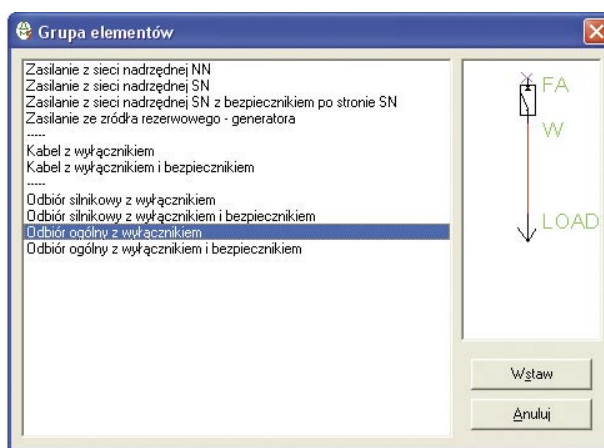 Grupa elementów
Zasilanie z sieci nadrzędnej NN
Zasilanie z sieci nadrzędnej SN
Zasilanie z sieci nadrzędnej SN z bezpiecznikiem po stronie SN
Zasilanie ze zródła rezerwowego - generatora
-----
Kabel z wyłącznikiem
Kabel z wyłącznikiem i bezpiecznikiem
-----
Odbiór silnikowy z wyłącznikiem
Odbiór silnikowy z wyłącznikiem i bezpiecznikiem
Odbiór ogólny z wyłącznikiem
Odbiór ogólny z wyłącznikiem i bezpiecznikiem
FA
W
LOAD
Wstaw
Anuluj